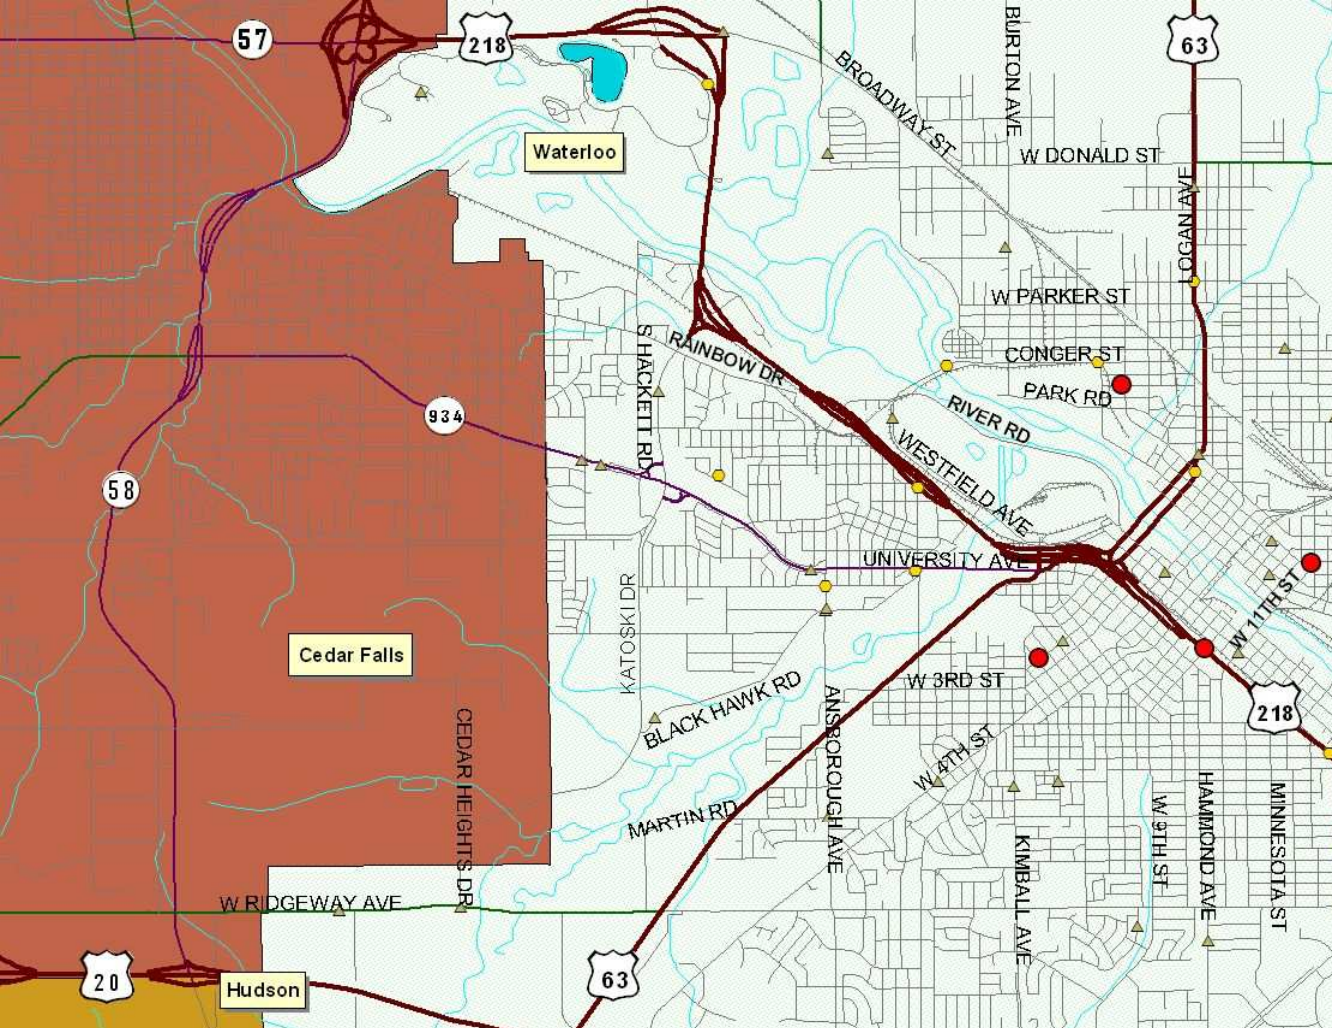 57
218
63
BURTON AVE
BROADWAY ST
Waterloo
W DONALD ST
LOGAN AVE
W PARKER ST
S HACKETT RD
RAINBOW DR
CONGER ST
PARK RD
934
RIVER RD
WESTFIELD AVE
58
UNIVERSITY AVE
KATOSKI DR
W 11TH ST
Cedar Falls
W 3RD ST
BLACK HAWK RD
ANSBOROUGH AVE
218
CEDAR HEIGHTS DR
W 4TH ST
MARTIN RD
W 9TH ST
HAMMOND AVE
MINNESOTA ST
KIMBALL AVE
W RIDGEWAY AVE
20
Hudson
63